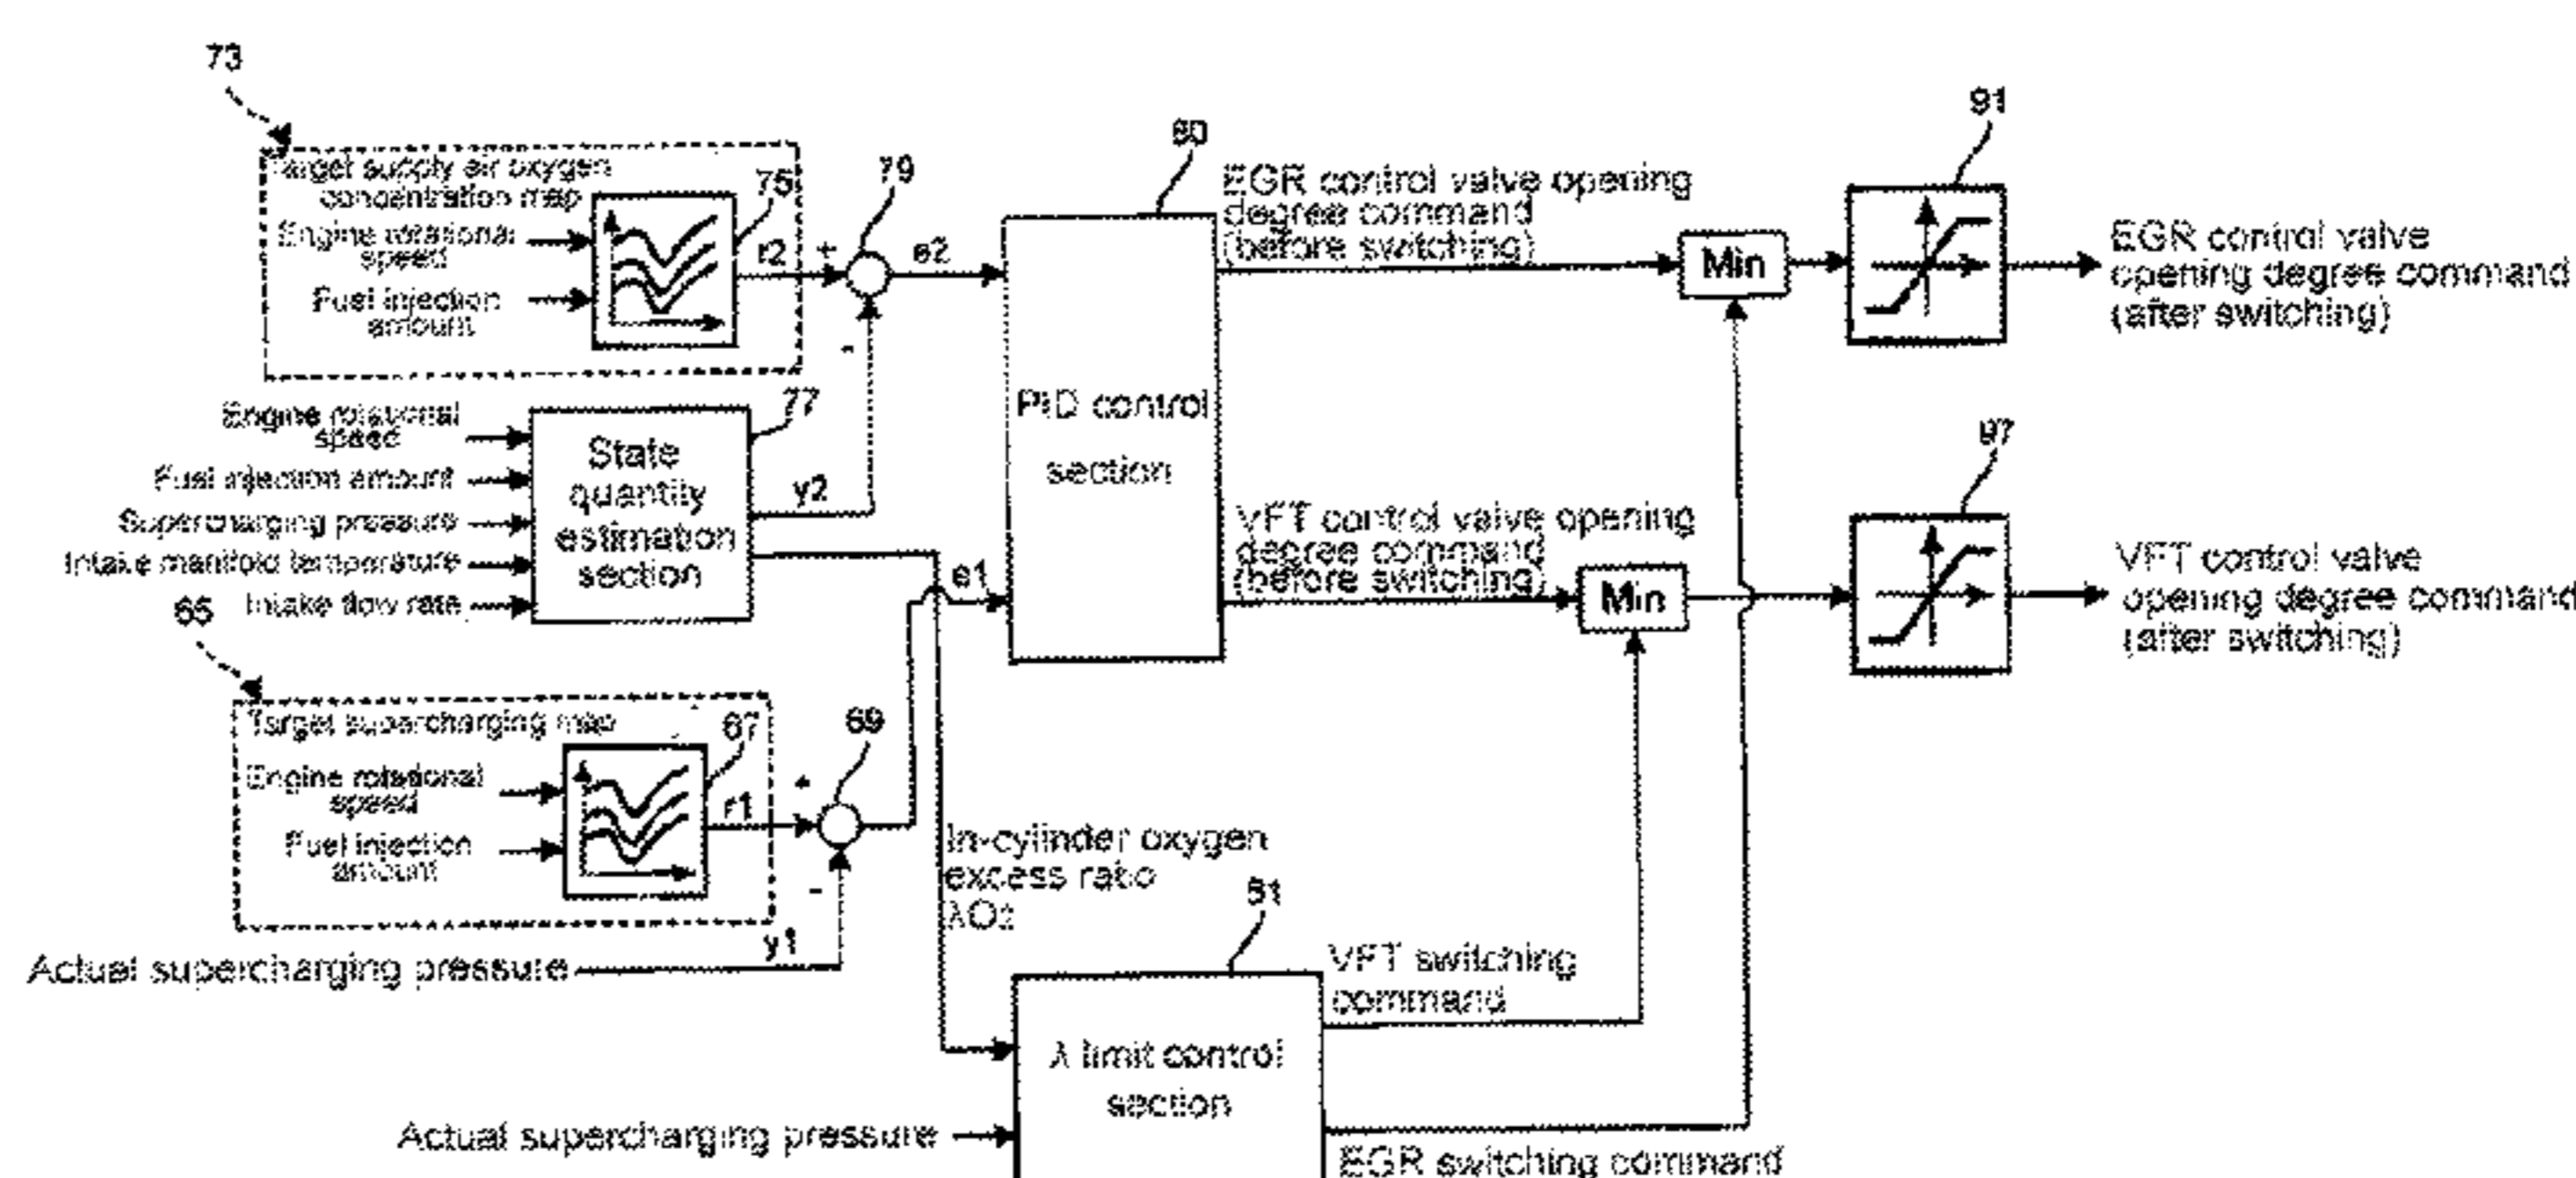 73
Target supply air oxygen
concentration map
Engine rotational
speed
Fuel injection
amount
75
r2
+
79
e2
-
Engine rotational
speed
Fuel injection amount
Supercharging pressure
Intake manifold temperature
Intake flow rate
77
State
quantity
estimation
section
y2
e1
PID control
section
EGR control valve opening
degree command
(before switching)
Min
91
EGR control valve
opening degree command
(after switching)
VFT control valve opening
degree command
(before switching)
Min
97
VFT control valve
opening degree command
(after switching)
65
Target supercharging map
Engine rotational
speed
Fuel injection
amount
67
r1
+
69
-
y1
Actual supercharging pressure
In-cylinder oxygen
excess ratio
λO2
λ limit control
section
Actual supercharging pressure
VFT switching
command
EGR switching command